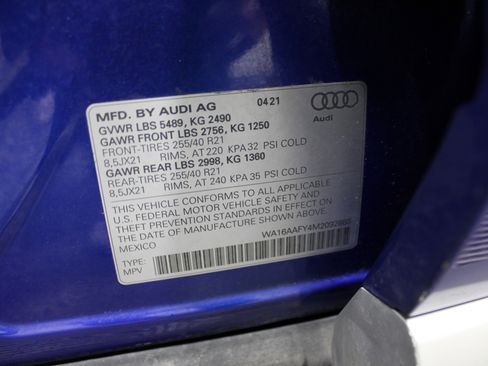 MFD. BY AUDI AG 04 21
GVWR LBS 5489, KG 2490
GAWR FRONT LBS 2756, KG 1250
FRONT-TIRES 255/40 R21
8,5JX21 RIMS, AT 220 KPA 32 PSI COLD
GAWR REAR LBS 2998, KG 1360
REAR-TIRES 255/40 R21
8,5JX21 RIMS, AT 240 KPA 35 PSI COLD
Audi
THIS VEHICLE CONFORMS TO ALL APPLICABLE
U.S. FEDERAL MOTOR VEHICLE SAFETY AND
THEFT PREVENTION STANDARDS IN EFFECT ON
DATE OF MANUFACTURE SHOWN ABOVE.
MEXICO
WA16AAFY4M2092865
TYPE:
MPV